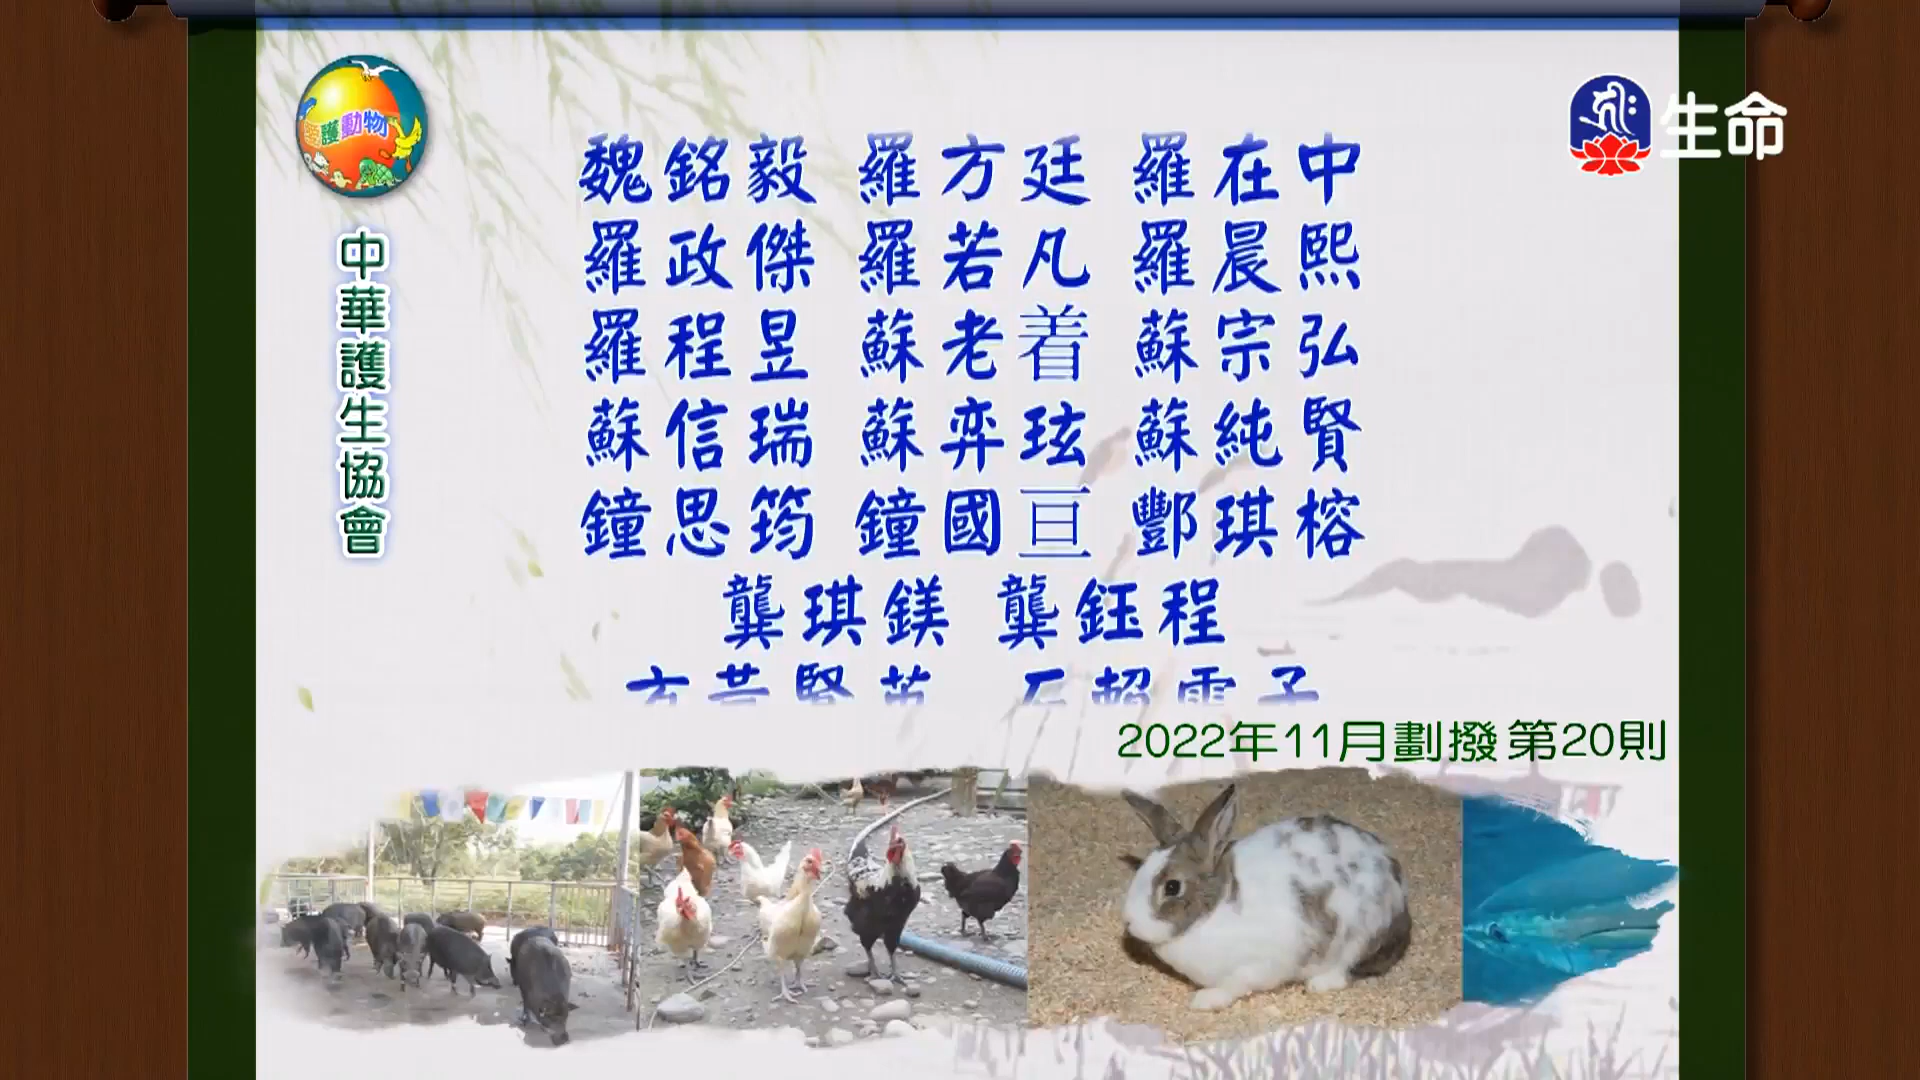 愛護動物
生命
中華護生協會
魏銘毅 羅方廷 羅在中
羅政傑 羅若凡 羅晨熙
羅程昱 蘇老着 蘇宗弘
蘇信瑞 蘇弈玹 蘇純賢
鐘思筠 鐘國亘 酆琪榕
龔琪鎂 龔鈺程
2022年11月劃撥第20則